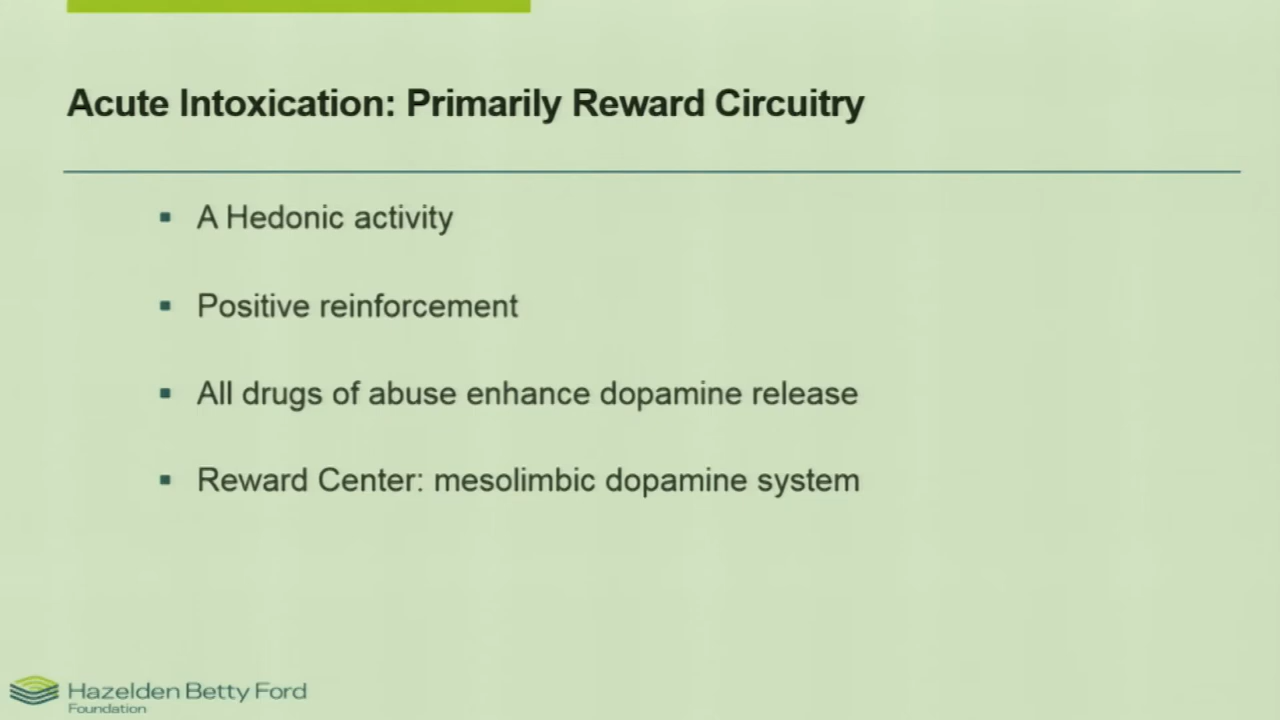 Acute Intoxication: Primarily Reward Circuitry
A Hedonic activity
Positive reinforcement
All drugs of abuse enhance dopamine release
Reward Center: mesolimbic dopamine system
Hazelden Betty Ford
Foundation